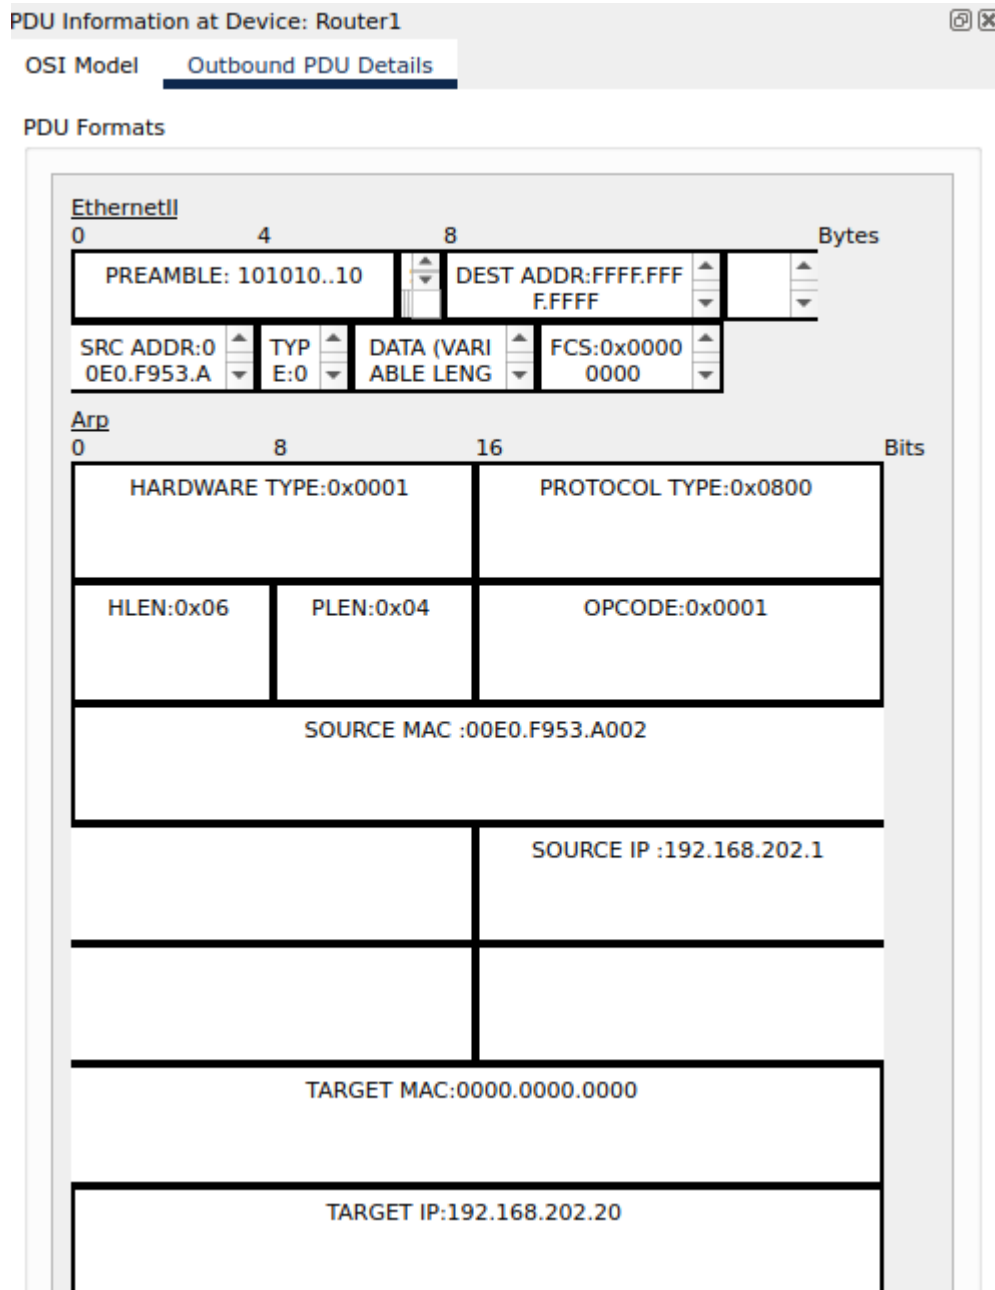 PDU Information at Device: Router1
OSI Model Outbound PDU Details
PDU Formats
EthernetII
0 4 8 Bytes
PREAMBLE: 101010..10
DEST ADDR:FFFF.FFF
F.FFFF
SRC ADDR:0
0E0.F953.A
TYP
E:0
DATA (VARI
ABLE LENG
FCS:0x0000
0000
Arp
0 8 16 Bits
HARDWARE TYPE:0x0001 PROTOCOL TYPE:0x0800
HLEN:0x06 PLEN:0x04 OPCODE:0x0001
SOURCE MAC :00E0.F953.A002
SOURCE IP :192.168.202.1
TARGET MAC:0000.0000.0000
TARGET IP:192.168.202.20